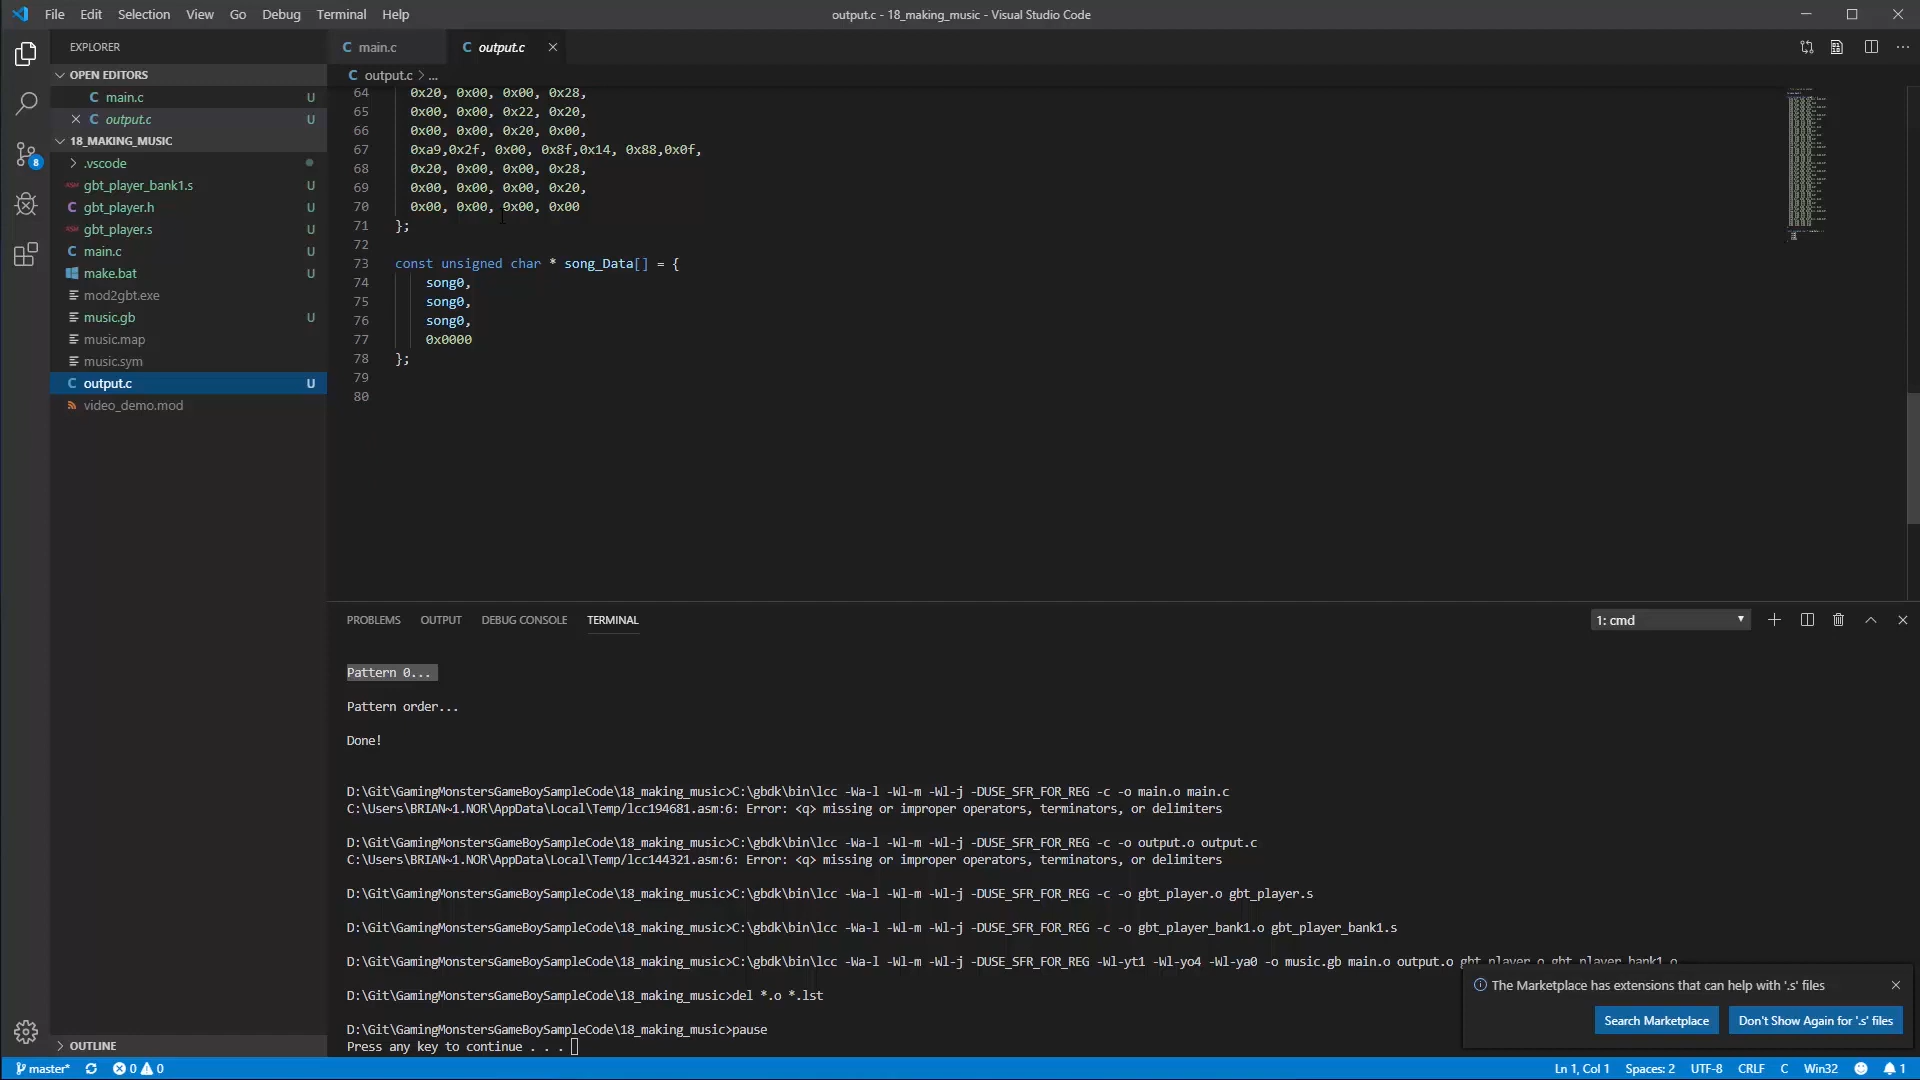 File Edit Selection View Go Debug Terminal Help
output.c - 18_making_music - Visual Studio Code
EXPLORER
OPEN EDITORS
C main.c U
C output.c U
18_MAKING_MUSIC
.vscode
gbt_player_bank1.s U
C gbt_player.h U
gbt_player.s U
C main.c U
make.bat U
mod2gbt.exe
music.gb U
music.map
music.sym
C output.c U
video_demo.mod
OUTLINE
8
C main.c
C output.c
C output.c > ...
64 0x20, 0x00, 0x00, 0x28,
65 0x00, 0x00, 0x22, 0x20,
66 0x00, 0x00, 0x20, 0x00,
67 0xa9,0x2f, 0x00, 0x8f,0x14, 0x88,0x0f,
68 0x20, 0x00, 0x00, 0x28,
69 0x00, 0x00, 0x00, 0x20,
70 0x00, 0x00, 0x00, 0x00
71 };
72
73 const unsigned char * song_Data[] = {
74 song0,
75 song0,
76 song0,
77 0x0000
78 };
79
80
PROBLEMS OUTPUT DEBUG CONSOLE TERMINAL
1: cmd
Pattern 0...
Pattern order...
Done!
D:\Git\GamingMonstersGameBoySampleCode\18_making_music>C:\gbdk\bin\lcc -Wa-l -Wl-m -Wl-j -DUSE_SFR_FOR_REG -c -o main.o main.c
C:\Users\BRIAN~1.NOR\AppData\Local\Temp/lcc194681.asm:6: Error: <q> missing or improper operators, terminators, or delimiters
D:\Git\GamingMonstersGameBoySampleCode\18_making_music>C:\gbdk\bin\lcc -Wa-l -Wl-m -Wl-j -DUSE_SFR_FOR_REG -c -o output.o output.c
C:\Users\BRIAN~1.NOR\AppData\Local\Temp/lcc144321.asm:6: Error: <q> missing or improper operators, terminators, or delimiters
D:\Git\GamingMonstersGameBoySampleCode\18_making_music>C:\gbdk\bin\lcc -Wa-l -Wl-m -Wl-j -DUSE_SFR_FOR_REG -c -o gbt_player.o gbt_player.s
D:\Git\GamingMonstersGameBoySampleCode\18_making_music>C:\gbdk\bin\lcc -Wa-l -Wl-m -Wl-j -DUSE_SFR_FOR_REG -c -o gbt_player_bank1.o gbt_player_bank1.s
D:\Git\GamingMonstersGameBoySampleCode\18_making_music>C:\gbdk\bin\lcc -Wa-l -Wl-m -Wl-j -DUSE_SFR_FOR_REG -Wl-yt1 -Wl-yo4 -Wl-ya0 -o music.gb main.o output.o gbt_player.o gbt_player_bank1.o
D:\Git\GamingMonstersGameBoySampleCode\18_making_music>del *.o *.lst
D:\Git\GamingMonstersGameBoySampleCode\18_making_music>pause
Press any key to continue . . .
The Marketplace has extensions that can help with '.s' files
Search Marketplace
Don't Show Again for '.s' files
master* 0 0
Ln 1, Col 1 Spaces: 2 UTF-8 CRLF C Win32 1